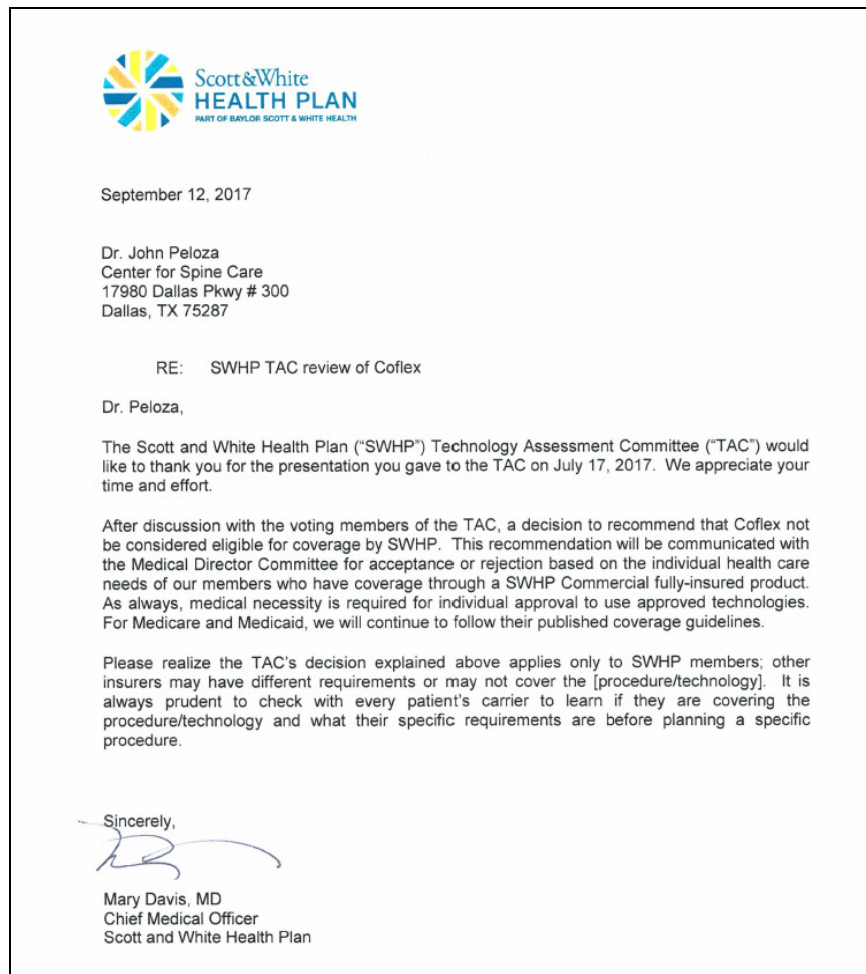 Scott&White
HEALTH PLAN
PART OF BAYLOR SCOTT & WHITE HEALTH
September 12, 2017
Dr. John Peloza
Center for Spine Care
17980 Dallas Pkwy # 300
Dallas, TX 75287
RE: SWHP TAC review of Coflex
Dr. Peloza,
The Scott and White Health Plan (“SWHP”) Technology Assessment Committee (“TAC”) would
like to thank you for the presentation you gave to the TAC on July 17, 2017. We appreciate your
time and effort.
After discussion with the voting members of the TAC, a decision to recommend that Coflex not
be considered eligible for coverage by SWHP. This recommendation will be communicated with
the Medical Director Committee for acceptance or rejection based on the individual health care
needs of our members who have coverage through a SWHP Commercial fully-insured product.
As always, medical necessity is required for individual approval to use approved technologies.
For Medicare and Medicaid, we will continue to follow their published coverage guidelines.
Please realize the TAC’s decision explained above applies only to SWHP members; other
insurers may have different requirements or may not cover the [procedure/technology]. It is
always prudent to check with every patient’s carrier to learn if they are covering the
procedure/technology and what their specific requirements are before planning a specific
procedure.
Sincerely,
Mary Davis, MD
Chief Medical Officer
Scott and White Health Plan